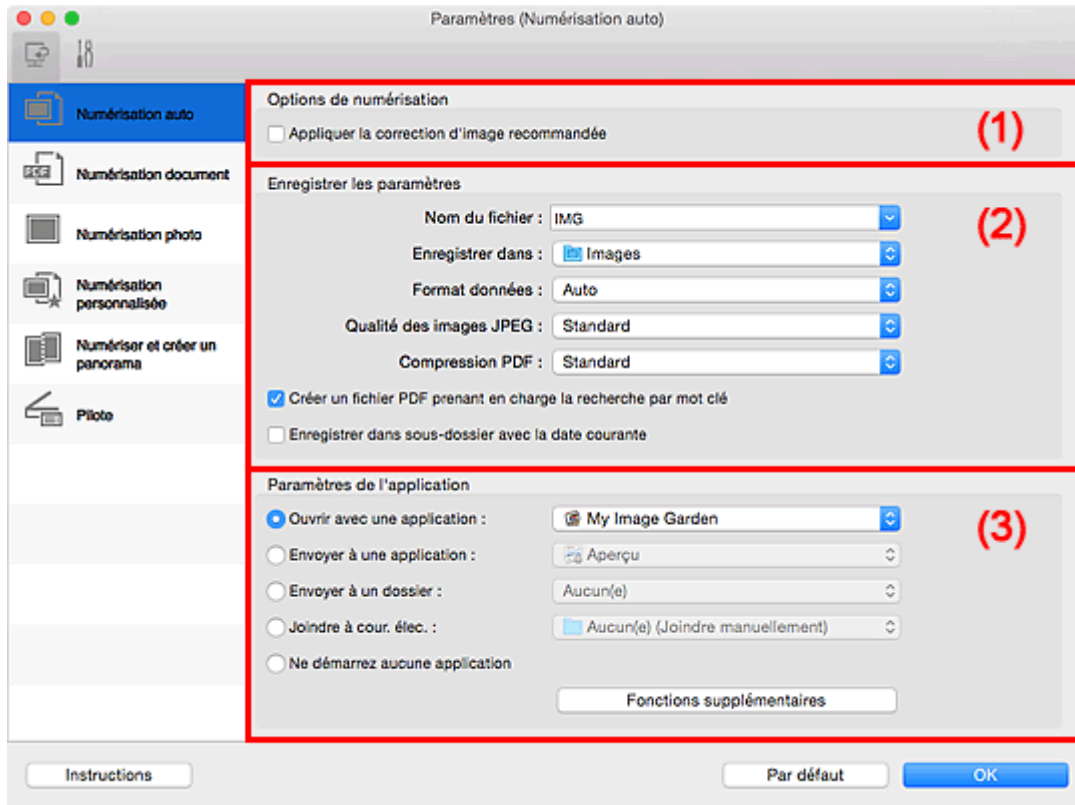 Paramètres (Numérisation auto)
Numérisation auto
PDF
Numérisation document
Numérisation photo
Numérisation
personnalisée
Numériser et créer un
panorama
Pilote
Options de numérisation
Appliquer la correction d'image recommandée
(1)
Enregistrer les paramètres
(2)
Nom du fichier : IMG
Enregistrer dans : Images
Format données : Auto
Qualité des images JPEG : Standard
Compression PDF : Standard
Créer un fichier PDF prenant en charge la recherche par mot clé
Enregistrer dans sous-dossier avec la date courante
Paramètres de l'application
(3)
Ouvrir avec une application : My Image Garden
Envoyer à une application : Aperçu
Envoyer à un dossier : Aucun(e)
Joindre à cour. élec. : Aucun(e) (Joindre manuellement)
Ne démarrez aucune application
Fonctions supplémentaires
Instructions
Par défaut
OK